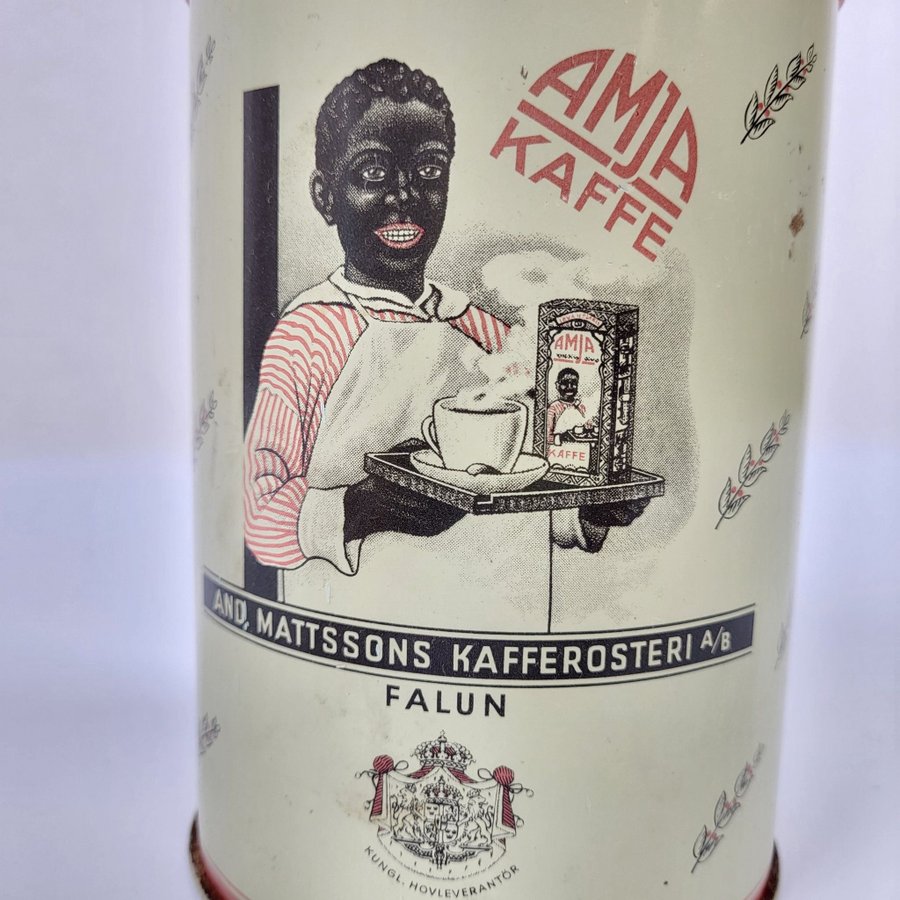 AMJA
KAFFE
AMJA
KAFFE
AND. MATTSSONS KAFFEROSTERI A/B
FALUN
KUNGL. HOVLEVERANTÖR